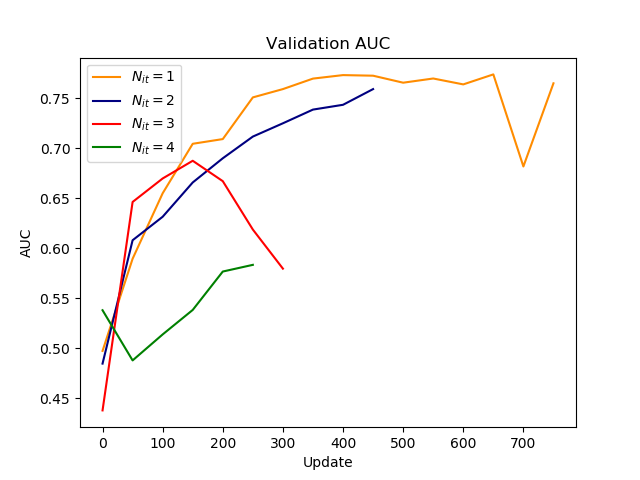 Validation AUC
N_it = 1
N_it = 2
N_it = 3
N_it = 4
AUC
0.75
0.70
0.65
0.60
0.55
0.50
0.45
0 100 200 300 400 500 600 700
Update